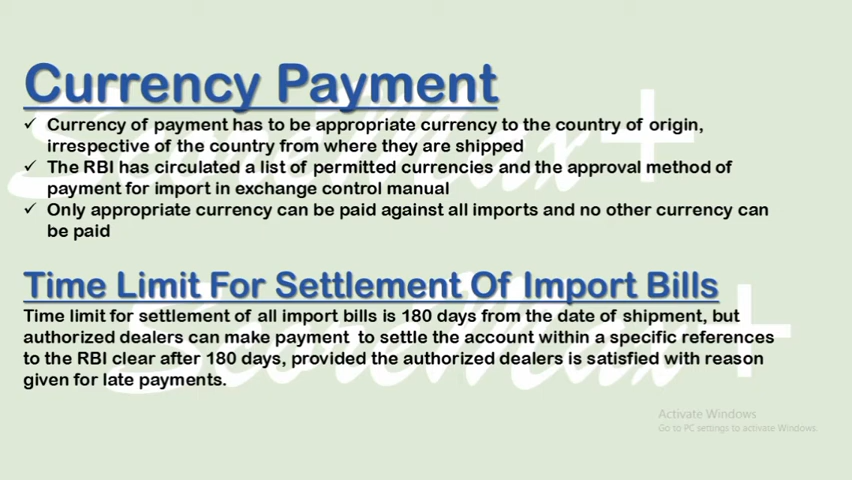 Currency Payment
✓ Currency of payment has to be appropriate currency to the country of origin,
irrespective of the country from where they are shipped
✓ The RBI has circulated a list of permitted currencies and the approval method of
payment for import in exchange control manual
✓ Only appropriate currency can be paid against all imports and no other currency can
be paid
Time Limit For Settlement Of Import Bills
Time limit for settlement of all import bills is 180 days from the date of shipment, but
authorized dealers can make payment to settle the account within a specific references
to the RBI clear after 180 days, provided the authorized dealers is satisfied with reason
given for late payments.
ScoreMax+
ScoreMax+
Activate Windows
Go to PC settings to activate Windows.